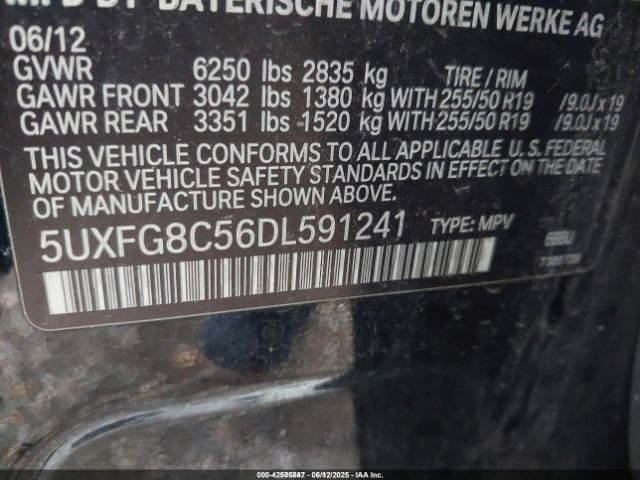 MFD BY BAYERISCHE MOTOREN WERKE AG
06/12
GVWR 6250 lbs 2835 kg TIRE / RIM
GAWR FRONT 3042 lbs 1380 kg WITH 255/50 R19 /9.0J x 19
GAWR REAR 3351 lbs 1520 kg WITH 255/50 R19 /9.0J x 19
THIS VEHICLE CONFORMS TO ALL APPLICABLE U. S. FEDERAL
MOTOR VEHICLE SAFETY STANDARDS IN EFFECT ON THE DATE
OF MANUFACTURE SHOWN ABOVE.
5UXFG8C56DL591241 TYPE: MPV
000-42505847 - 06/12/2025 - IAAI.COM